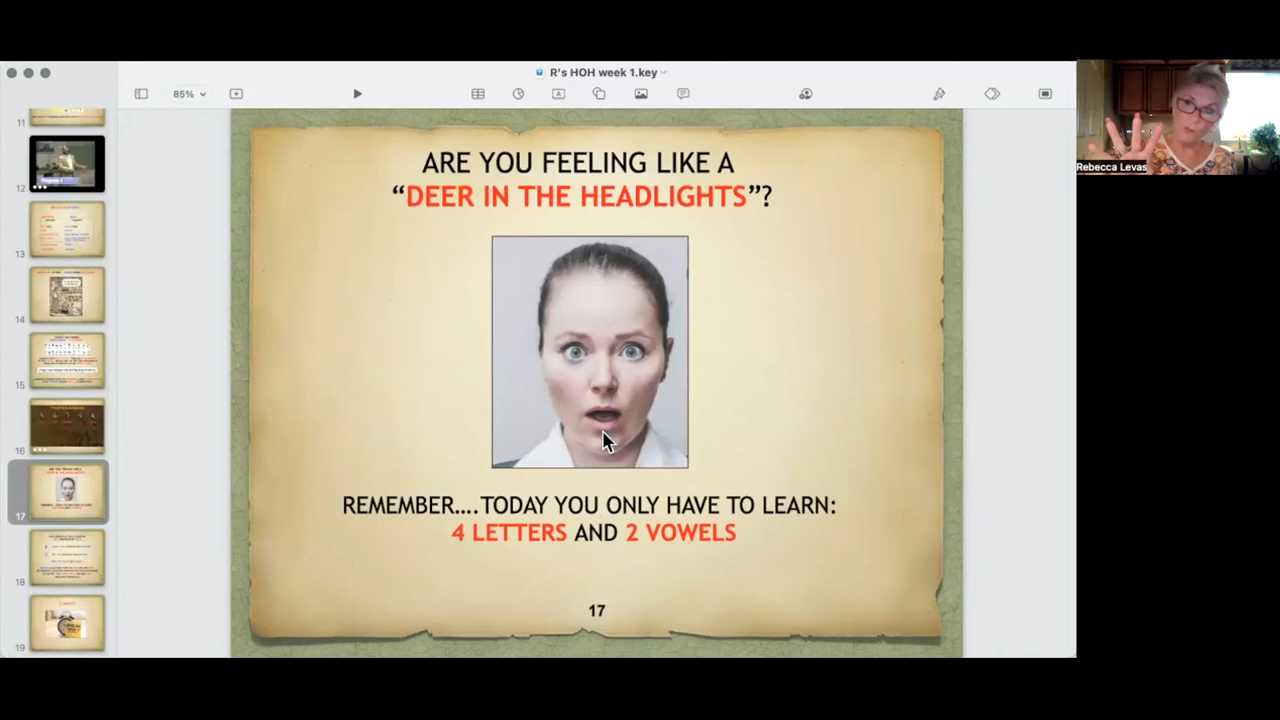 R's HOH week 1.key
85%
11
12
13
14
15
16
17
18
19
ARE YOU FEELING LIKE A
“DEER IN THE HEADLIGHTS”?
REMEMBER….TODAY YOU ONLY HAVE TO LEARN:
4 LETTERS AND 2 VOWELS
17
Rebecca Levas